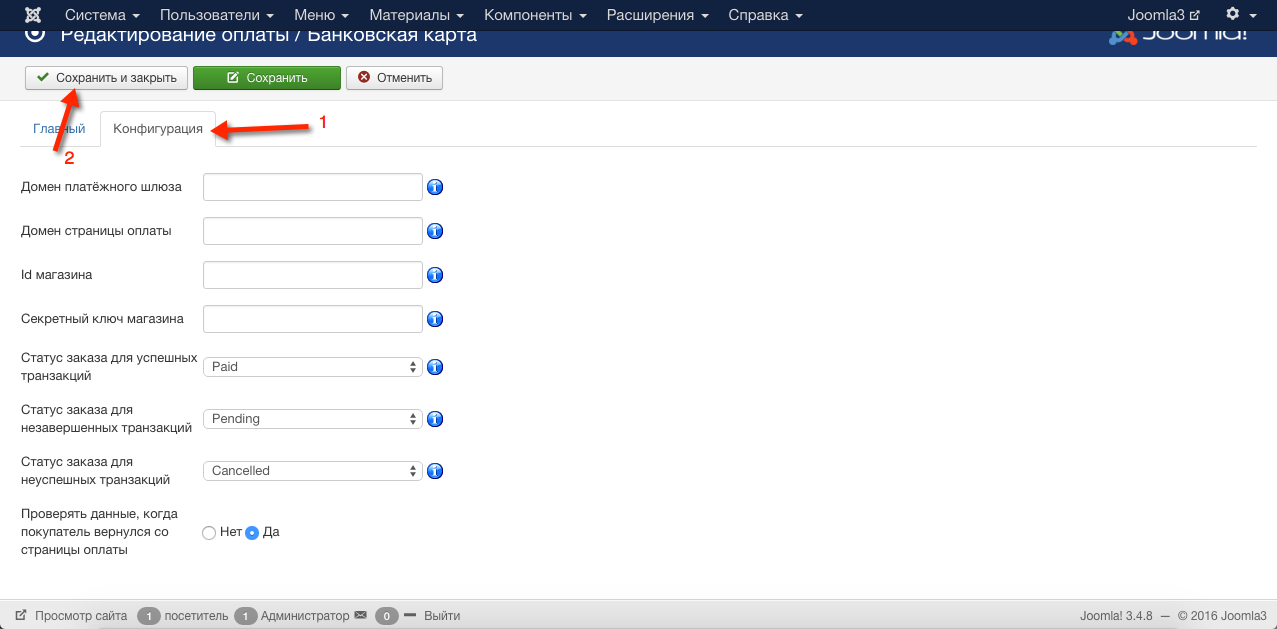 Система Пользователи Меню Материалы Компоненты Расширения Справка Joomla3
Редактирование оплаты / Банковская карта Joomla!
Сохранить и закрыть Сохранить Отменить
Главный Конфигурация 1
2
Домен платёжного шлюза
Домен страницы оплаты
Id магазина
Секретный ключ магазина
Статус заказа для успешных
транзакций
Paid
Статус заказа для
незавершенных транзакций
Pending
Статус заказа для
неуспешных транзакций
Cancelled
Проверять данные, когда
покупатель вернулся со
страницы оплаты
Нет Да
Просмотр сайта 1 посетитель 1 Администратор 0 Выйти Joomla! 3.4.8 — © 2016 Joomla3